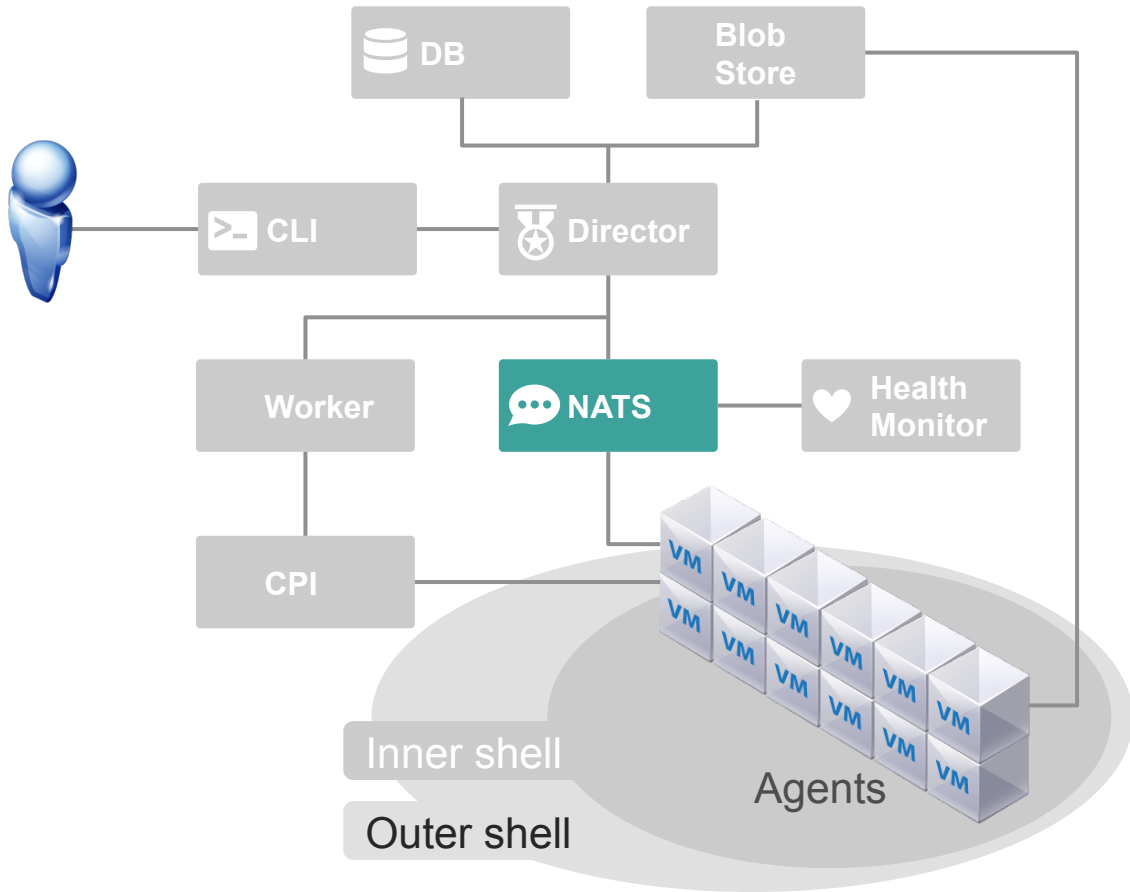 DB
Blob
Store
>_ CLI
Director
Worker
NATS
Health
Monitor
CPI
VM
VM
VM
VM
VM
VM
VM
VM
VM
VM
VM
VM
Inner shell
Agents
Outer shell